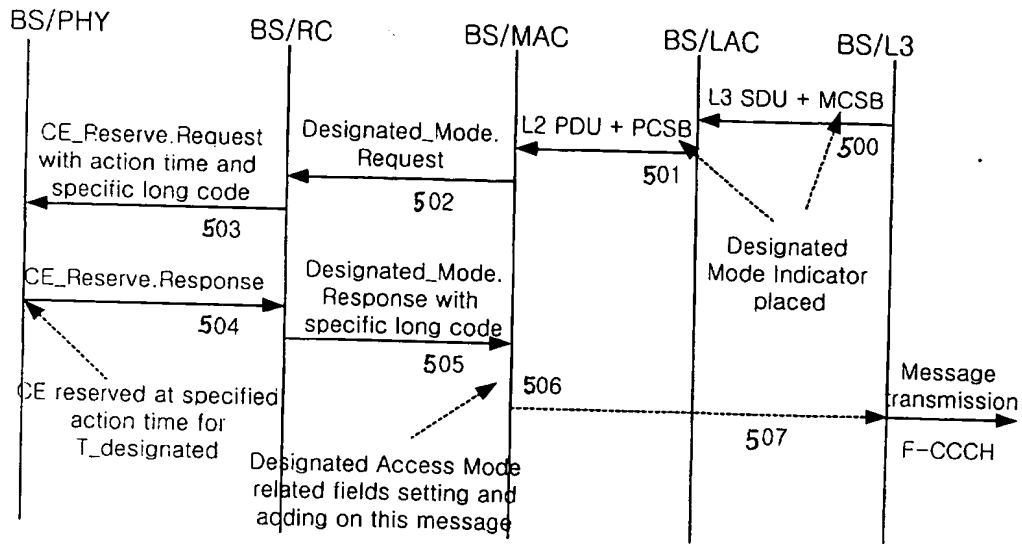 BS/PHY
BS/RC
BS/MAC
BS/LAC
BS/L3
L3 SDU + MCSB
500
L2 PDU + PCSB
501
Designated_Mode.
Request
502
CE_Reserve.Request
with action time and
specific long code
503
Designated
Mode Indicator
placed
CE_Reserve.Response
504
Designated_Mode.
Response with
specific long code
505
CE reserved at specified
action time for
T_designated
506
Designated Access Mode
related fields setting and
adding on this message
507
Message
transmission
F-CCCH